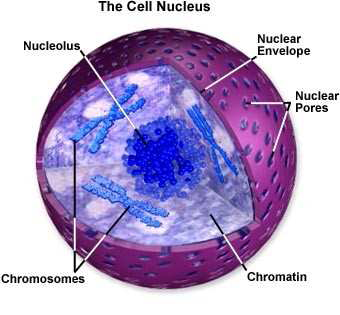 The Cell Nucleus
Nucleolus
Nuclear
Envelope
Nuclear
Pores
Chromosomes
Chromatin